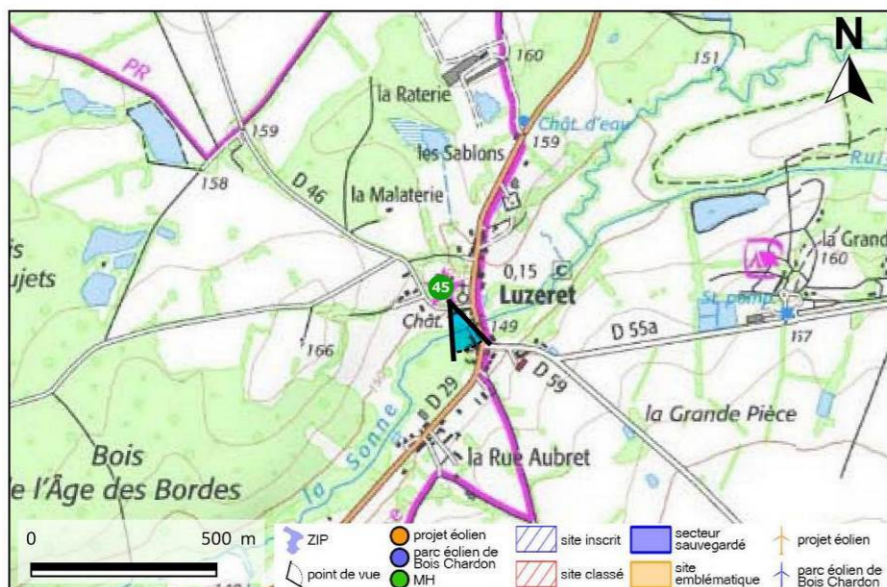 N
PR
160
151
la Raterie
Chât. d'eau
159
159
les Sablons
158
D 46
la Malaterie
Rui
la Grand
160
0,15
C
45
Luzeret
St. pomp.
Chât.
149
D 55a
166
D 59
D 29
la Sonne
la Grande Pièce
Bois
e l'Âge des Bordes
la Rue Aubret
0
500 m
ZIP
point de vue
projet éolien
parc éolien de
Bois Chardon
MH
site inscrit
site classé
secteur
sauvegardé
site
emblématique
projet éolien
parc éolien de
Bois Chardon